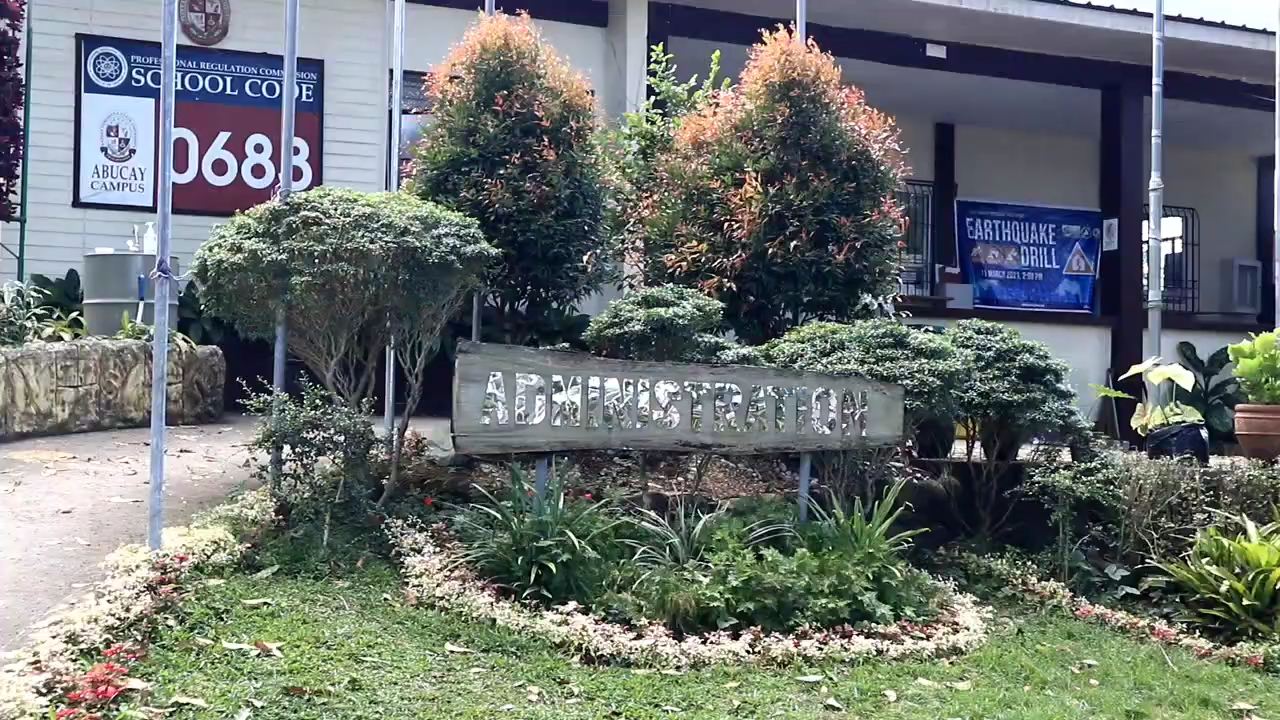 PROFESSIONAL REGULATION COMMISSION
SCHOOL CODE
0688
ABUCAY
CAMPUS
EARTHQUAKE
DRILL
ADMINISTRATION